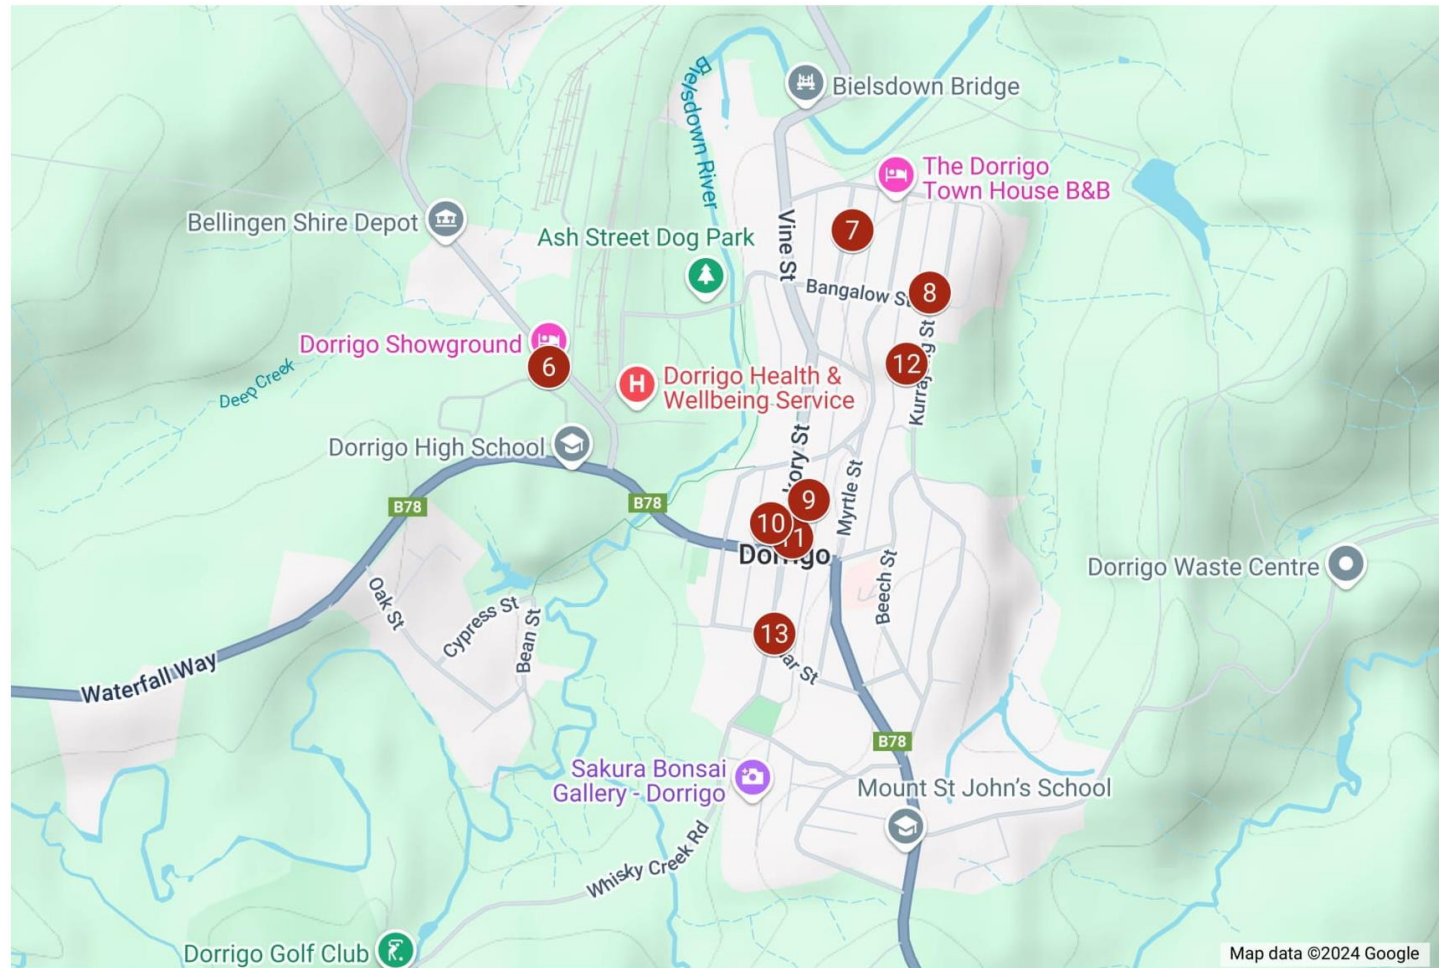 Bielsdown Bridge
Bielsdown River
The Dorrigo
Town House B&B
Bellingen Shire Depot
Vine St
7
Ash Street Dog Park
Bangalow St
8
Dorrigo Showground
6
12
Deep Creek
H
Dorrigo Health &
Wellbeing Service
Dorrigo High School
Myrtle St
B78
B78
9
10
11
Dorrigo
Beech St
Dorrigo Waste Centre
Oak St
Cypress St
Bean St
13
Waterfall Way
B78
Sakura Bonsai
Gallery - Dorrigo
Mount St John's School
Whisky Creek Rd
Dorrigo Golf Club
Map data ©2024 Google